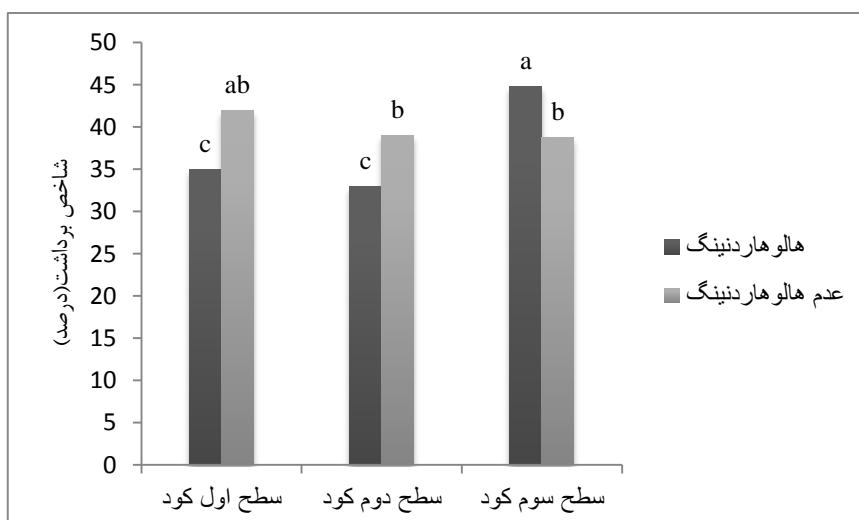 شاخص برداشت(درصد)
50
45
40
35
30
25
20
15
10
5
0
c
ab
c
b
a
b
سطح اول کود
سطح دوم کود
سطح سوم کود
هالوهاردنینگ
عدم هالوهاردنینگ